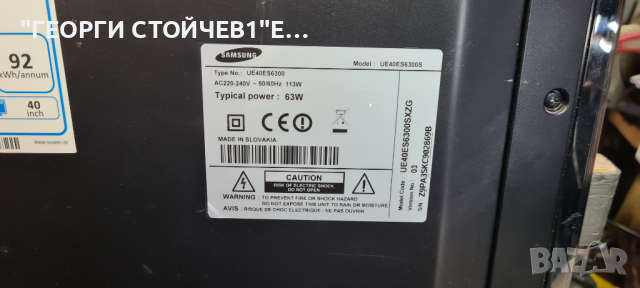 "ГЕОРГИ СТОЙЧЕВ1"Е...
92
kWh/annum
40
inch
SAMSUNG
Model : UE40ES6300S
Type No.: UE40ES6300
AC220-240V ~ 50/60Hz 113W
Typical power : 63W
MADE IN SLOVAKIA
CAUTION
RISK OF ELECTRIC SHOCK
DO NOT OPEN
WARNING : TO PREVENT FIRE OR SHOCK HAZARD
DO NOT EXPOSE THIS UNIT TO RAIN OR MOISTURE
AVIS : RISQUE DE CHOC ELECTRIQUE - NE PAS OUVRIR
Model Code : UE40ES6300SXZG
Version No : 03
S/N : Z9PA3SKC902869B
bazar